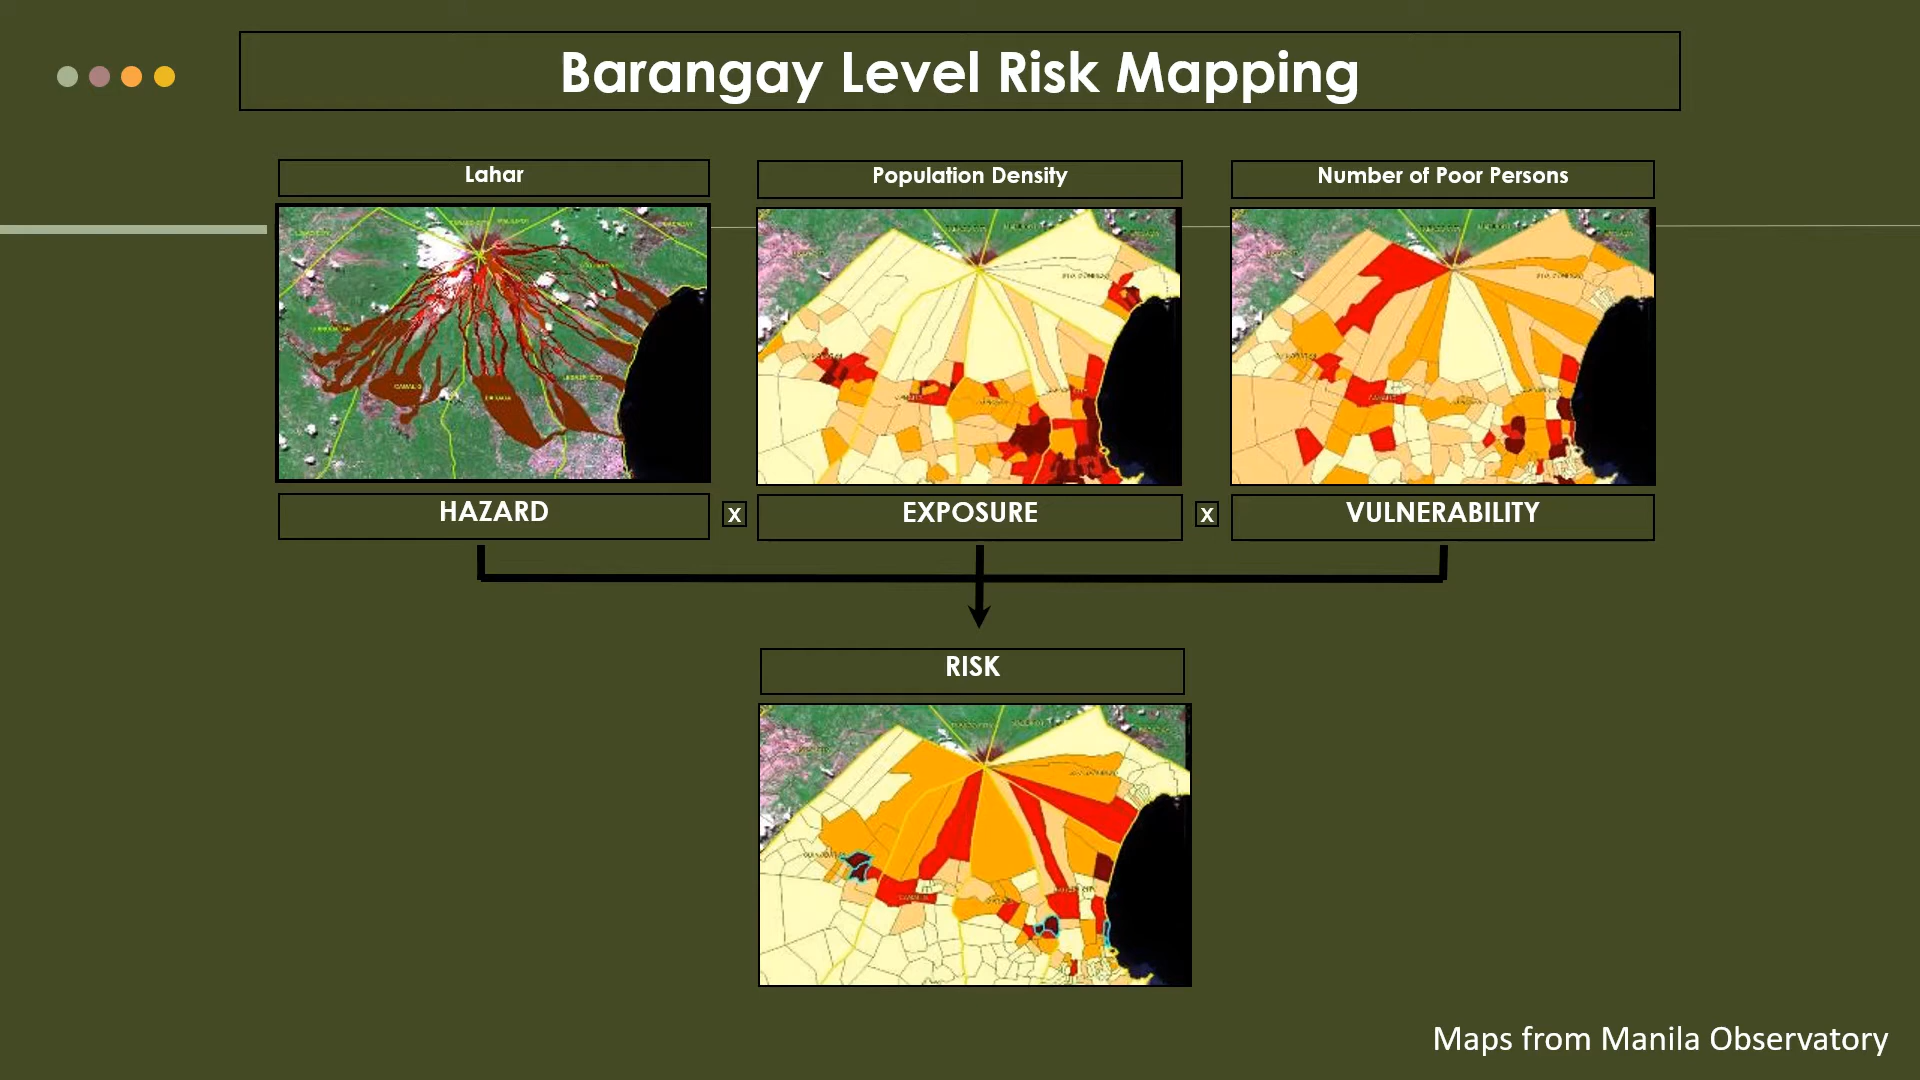 Barangay Level Risk Mapping
Lahar
Population Density
Number of Poor Persons
HAZARD
x
EXPOSURE
x
VULNERABILITY
RISK
Maps from Manila Observatory